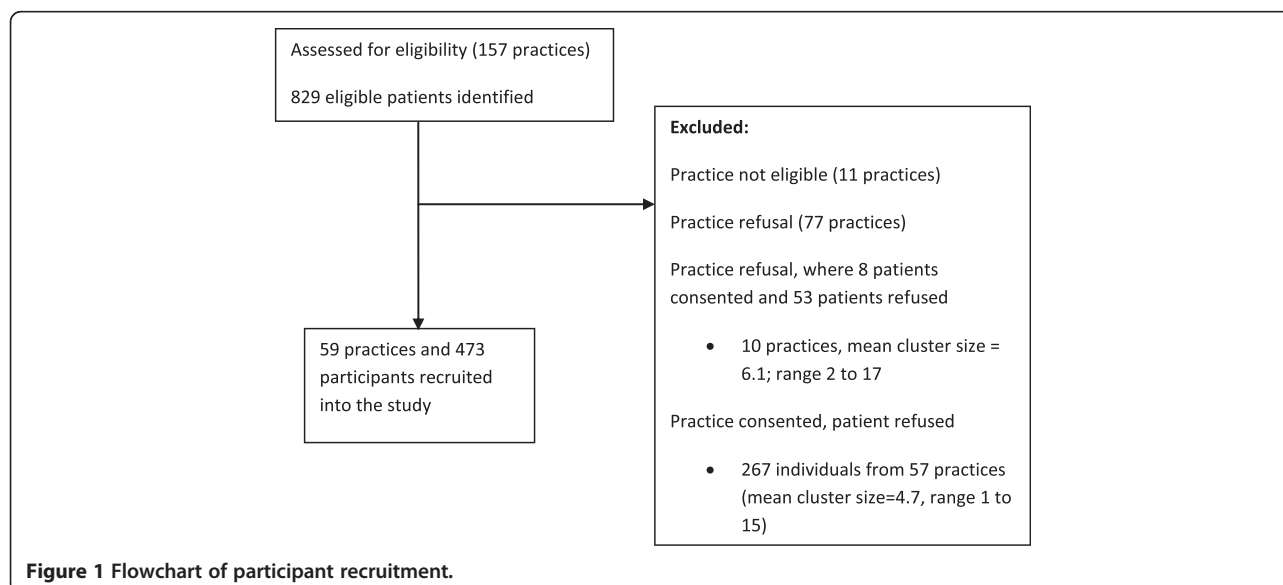 Assessed for eligibility (157 practices)
829 eligible patients identified
Excluded:
Practice not eligible (11 practices)
Practice refusal (77 practices)
Practice refusal, where 8 patients
consented and 53 patients refused
• 10 practices, mean cluster size =
6.1; range 2 to 17
Practice consented, patient refused
• 267 individuals from 57 practices
(mean cluster size=4.7, range 1 to
15)
59 practices and 473
participants recruited
into the study
Figure 1 Flowchart of participant recruitment.